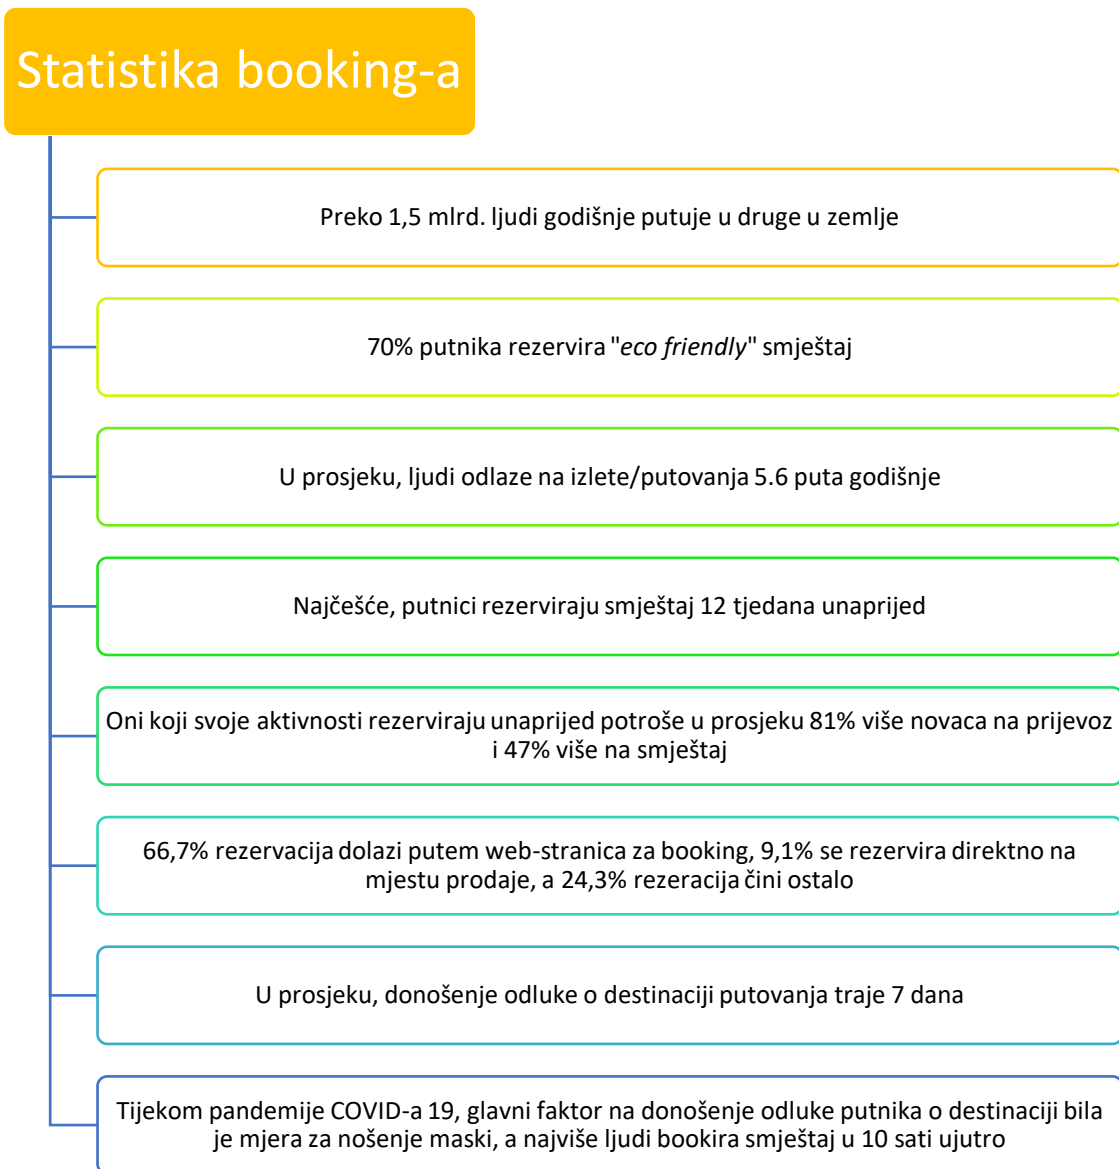 Statistika booking-a
Preko 1,5 mlrd. ljudi godišnje putuje u druge u zemlje
70% putnika rezervira "eco friendly" smještaj
U prosjeku, ljudi odlaze na izlete/putovanja 5.6 puta godišnje
Najčešće, putnici rezerviraju smještaj 12 tjedana unaprijed
Oni koji svoje aktivnosti rezerviraju unaprijed potroše u prosjeku 81% više novaca na prijevoz
i 47% više na smještaj
66,7% rezervacija dolazi putem web-stranica za booking, 9,1% se rezervira direktno na
mjestu prodaje, a 24,3% rezeracija čini ostalo
U prosjeku, donošenje odluke o destinaciji putovanja traje 7 dana
Tijekom pandemije COVID-a 19, glavni faktor na donošenje odluke putnika o destinaciji bila
je mjera za nošenje maski, a najviše ljudi bookira smještaj u 10 sati ujutro